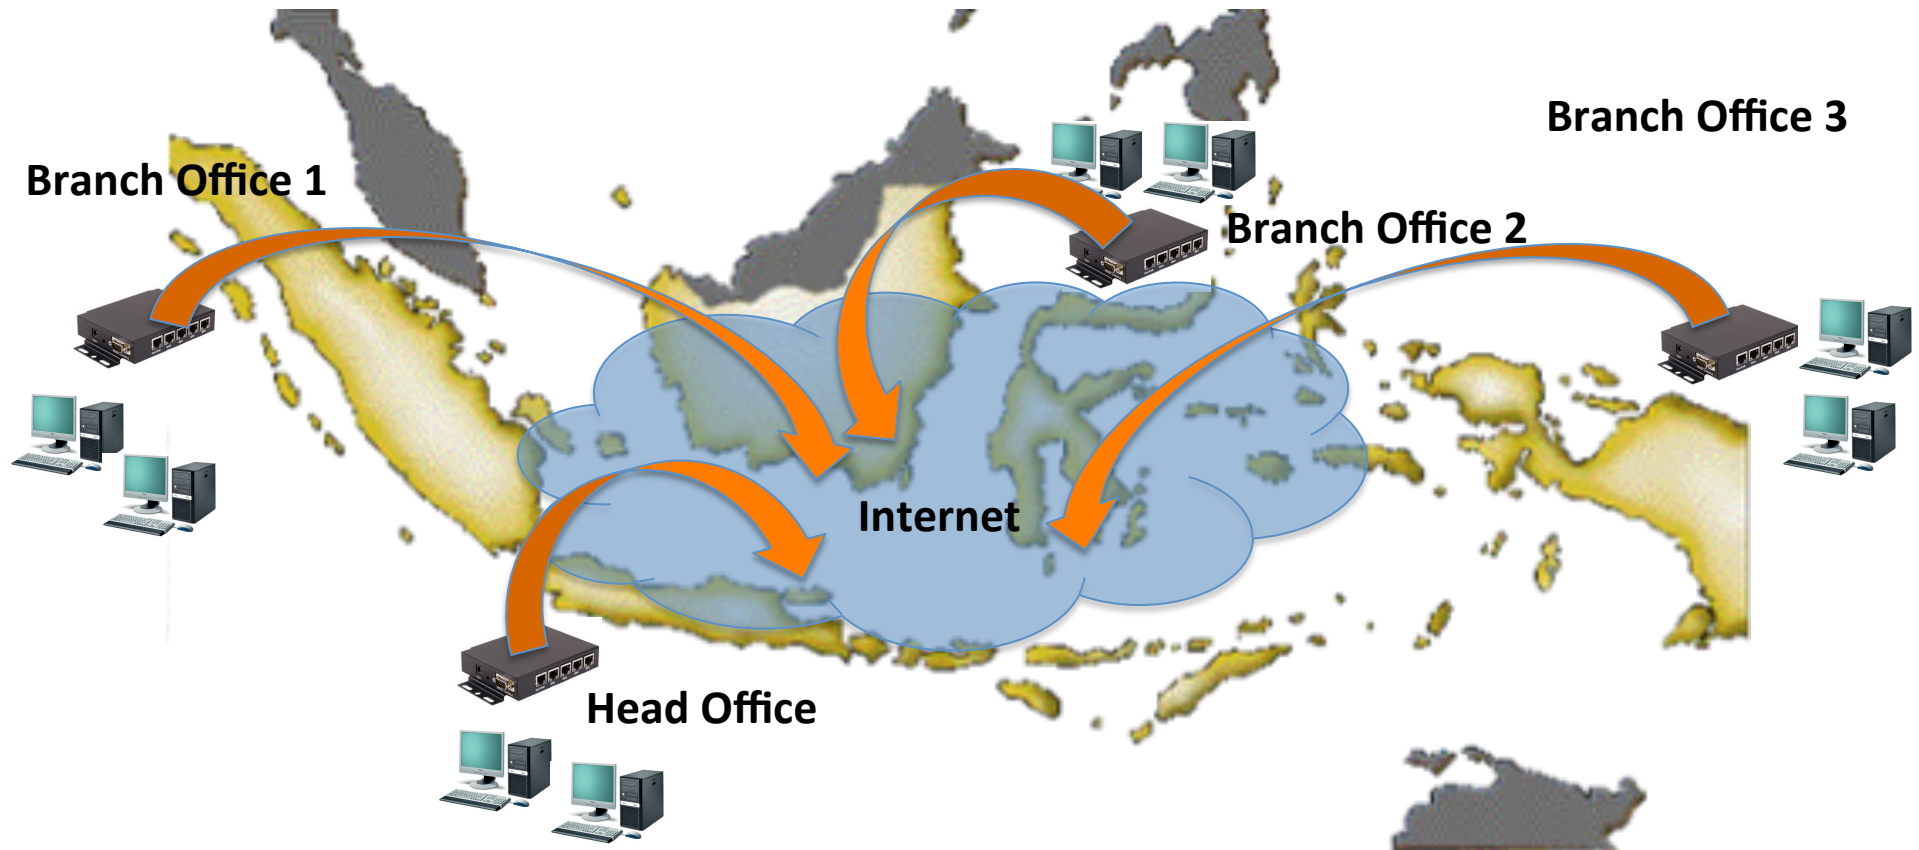 Branch Office 3
Branch Office 1
Branch Office 2
Internet
Head Office